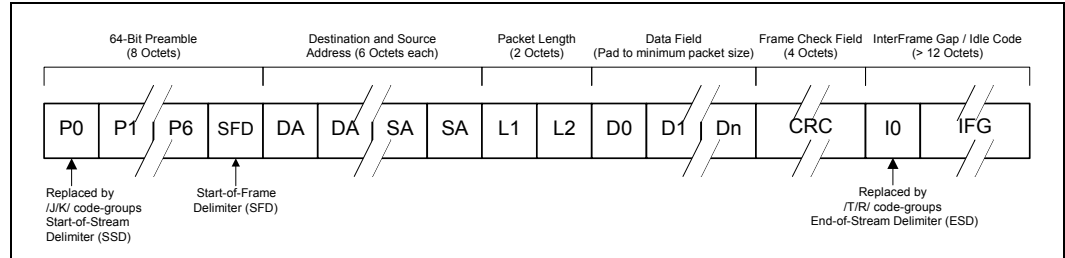 64-Bit Preamble
(8 Octets)
Destination and Source
Address (6 Octets each)
Packet Length
(2 Octets)
Data Field
(Pad to minimum packet size)
Frame Check Field
(4 Octets)
InterFrame Gap / Idle Code
(> 12 Octets)
P0 P1 P6 SFD DA DA SA SA L1 L2 D0 D1 Dn CRC I0 IFG
Replaced by
/J/K/ code-groups
Start-of-Stream
Delimiter (SSD)
Start-of-Frame
Delimiter (SFD)
Replaced by
/T/R/ code-groups
End-of-Stream Delimiter (ESD)